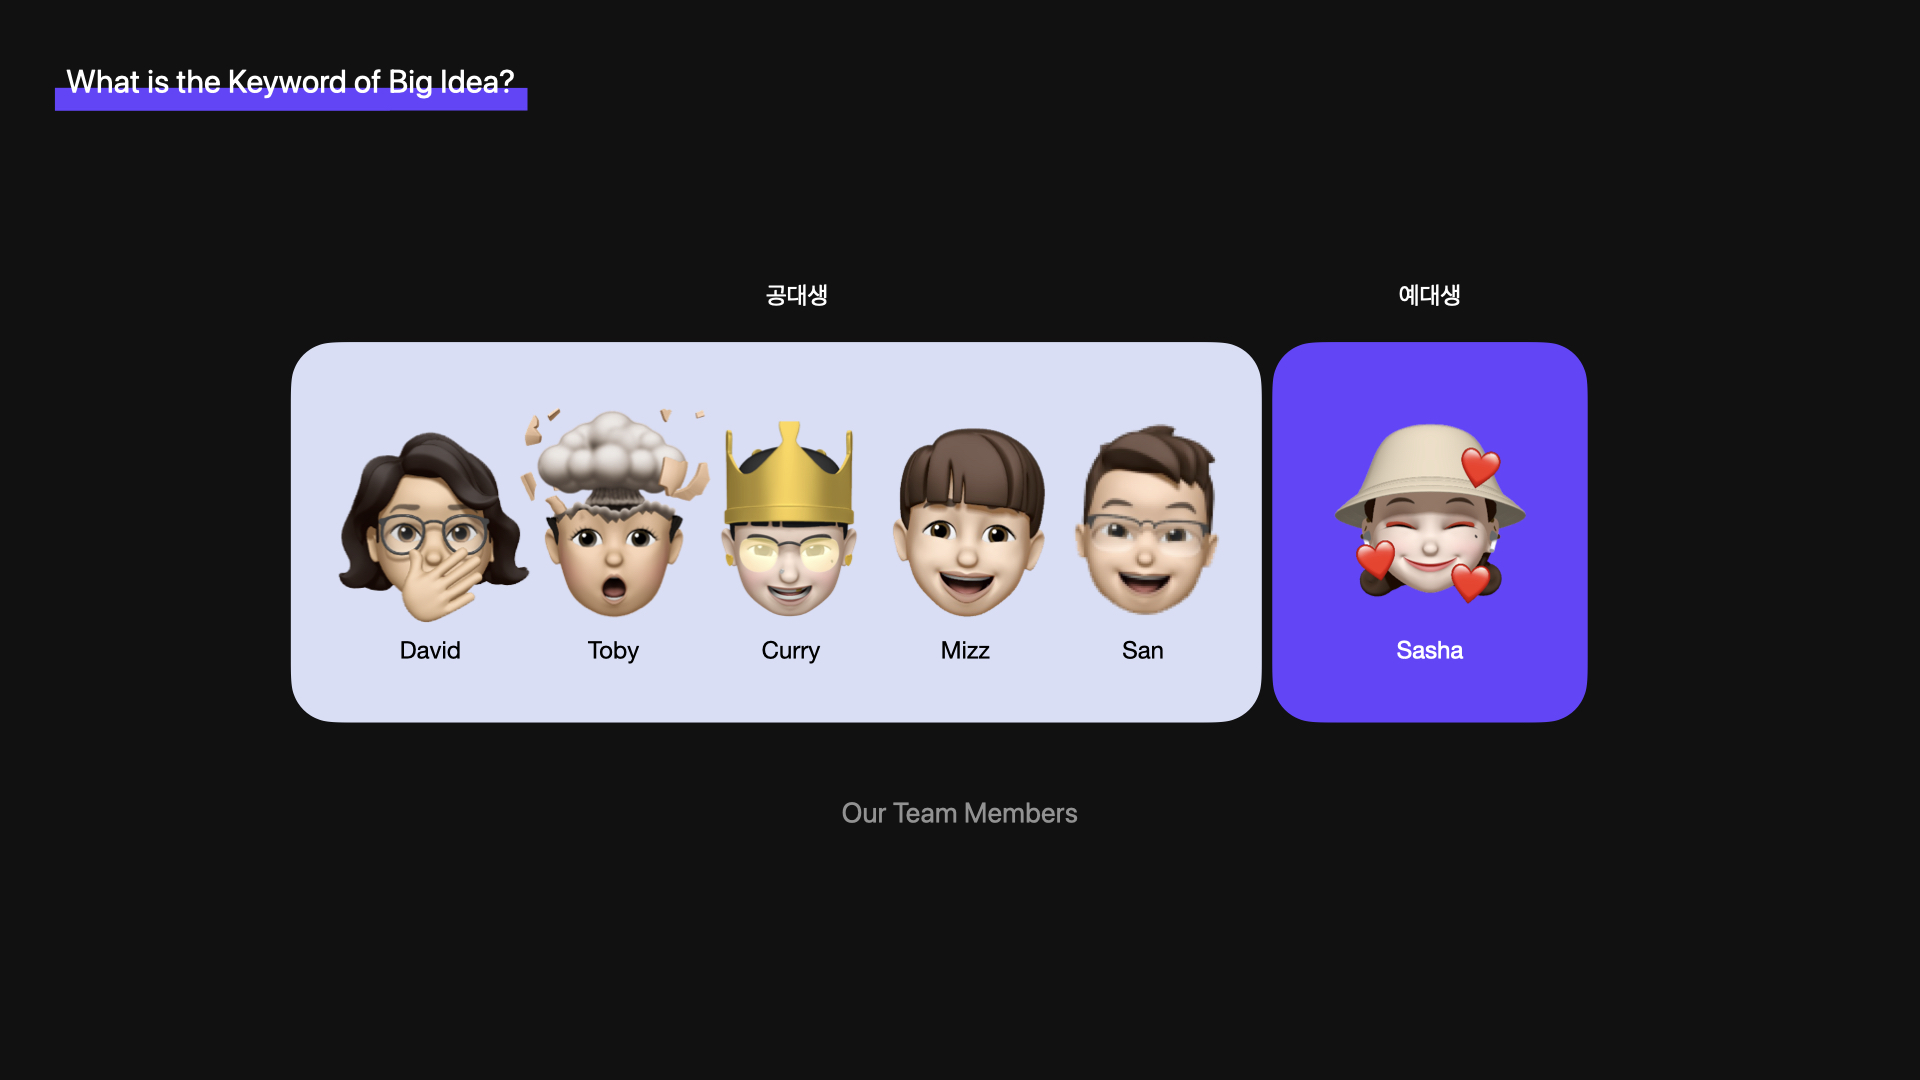 What is the Keyword of Big Idea?
공대생
예대생
David
Toby
Curry
Mizz
San
Sasha
Our Team Members